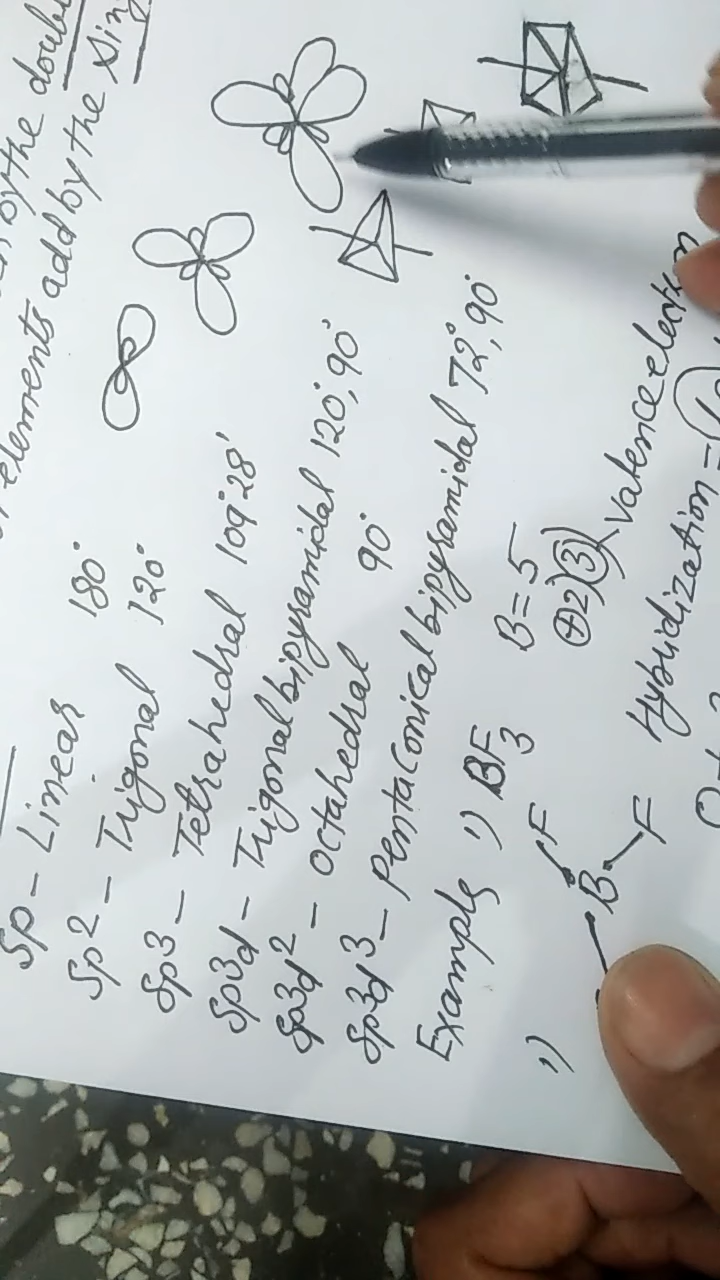 by the doub
elements add by the sing
Sp - Linear 180°
Sp2 - Trigonal 120°
Sp3 - Tetrahedral 109°28'
Sp3d - Trigonal bipyramidal 120°, 90°
Sp3d2 - octahedral 90°
Sp3d3 - pentaconical bipyramidal 72°, 90°
Example 1) BF3 B = 5
+2)3) valence electron
1) F
B
F
Hybridization =